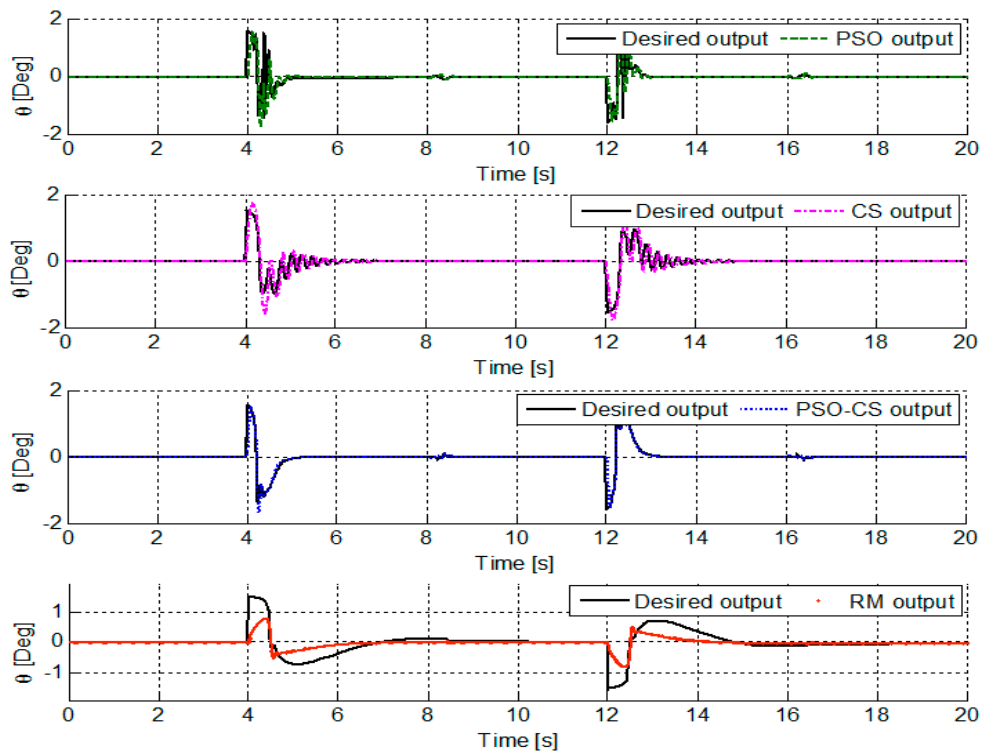 2
0
-2
θ [Deg]
Desired output PSO output
0 2 4 6 8 10 12 14 16 18 20
Time [s]
2
0
-2
θ [Deg]
Desired output CS output
0 2 4 6 8 10 12 14 16 18 20
Time [s]
2
0
-2
θ [Deg]
Desired output PSO-CS output
0 2 4 6 8 10 12 14 16 18 20
Time [s]
1
0
-1
θ [Deg]
Desired output RM output
0 2 4 6 8 10 12 14 16 18 20
Time [s]